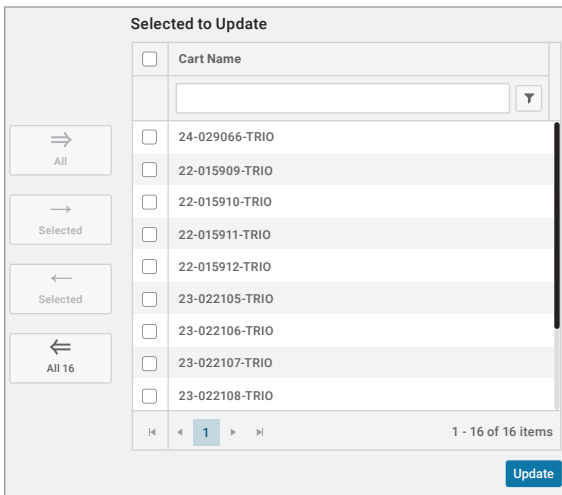 Selected to Update
Cart Name
All
Selected
Selected
All 16
24-029066-TRIO
22-015909-TRIO
22-015910-TRIO
22-015911-TRIO
22-015912-TRIO
23-022105-TRIO
23-022106-TRIO
23-022107-TRIO
23-022108-TRIO
1
1 - 16 of 16 items
Update